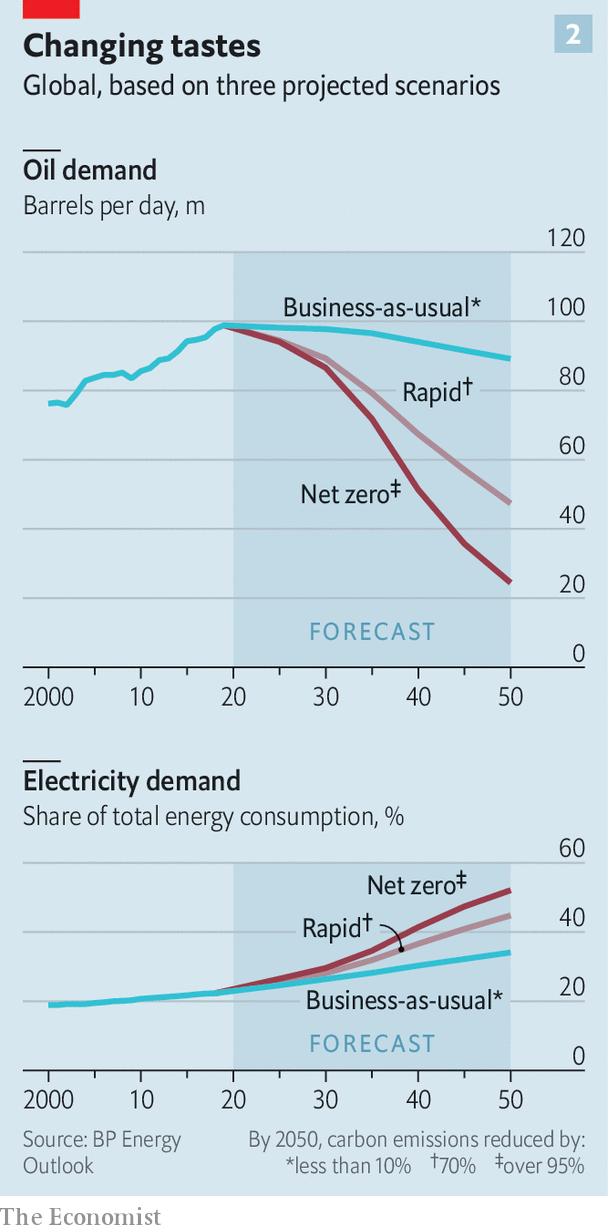 Changing tastes
2
Global, based on three projected scenarios
Oil demand
Barrels per day, m
120
100
80
60
40
20
0
Business-as-usual*
Rapid†
Net zero‡
FORECAST
2000 10 20 30 40 50
Electricity demand
Share of total energy consumption, %
60
40
20
0
Net zero‡
Rapid†
Business-as-usual*
FORECAST
2000 10 20 30 40 50
Source: BP Energy
Outlook
By 2050, carbon emissions reduced by:
*less than 10% †70% ‡over 95%
The Economist